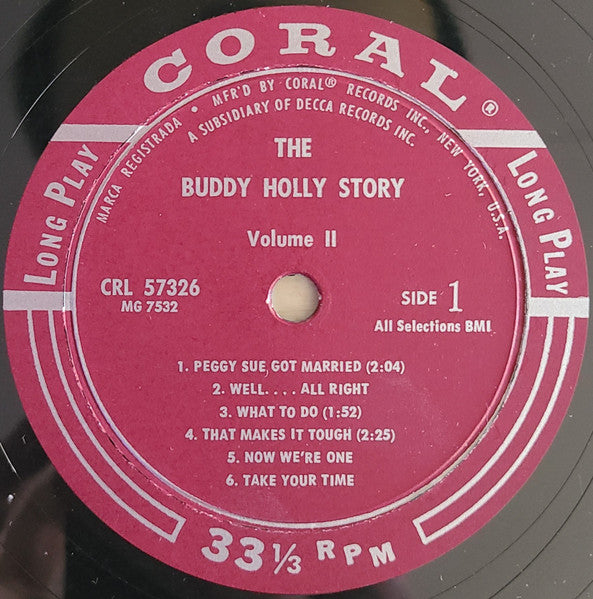 CORAL®
MARCA REGISTRADA • MFR'D BY CORAL® RECORDS INC., NEW YORK, U.S.A.
A SUBSIDIARY OF DECCA RECORDS INC.
LONG PLAY
LONG PLAY
THE
BUDDY HOLLY STORY
Volume II
CRL 57326
MG 7532
SIDE 1
All Selections BMI
1. PEGGY SUE GOT MARRIED (2:04)
2. WELL. . . . ALL RIGHT
3. WHAT TO DO (1:52)
4. THAT MAKES IT TOUGH (2:25)
5. NOW WE'RE ONE
6. TAKE YOUR TIME
33 1/3 RPM